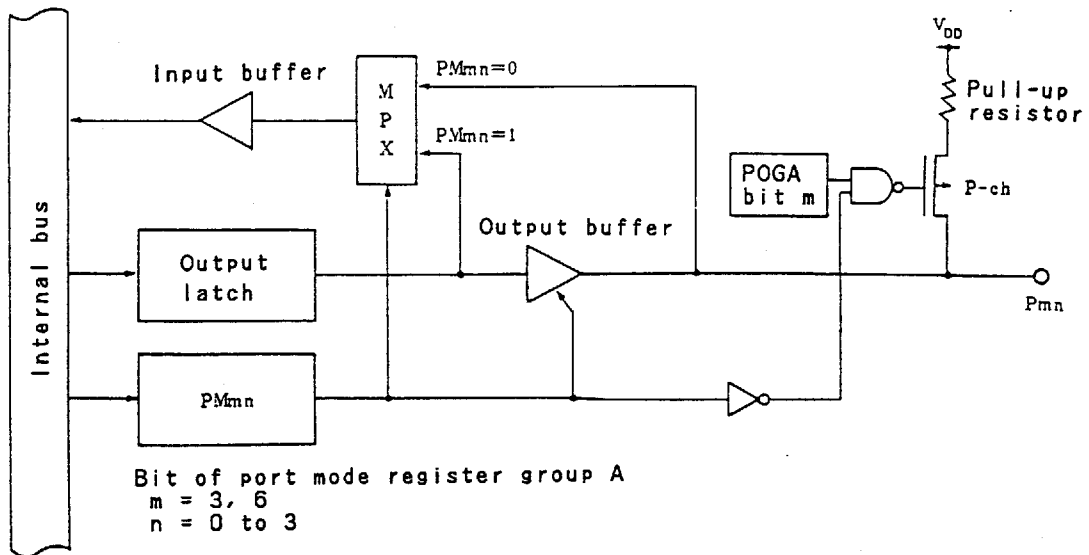 V_DD
Pull-up
resistor
Input buffer
PMmn=0
M
P
X
PMmn=1
POGA
bit m
P-ch
Internal bus
Output
latch
Output buffer
Pmn
PMmn
Bit of port mode register group A
m = 3, 6
n = 0 to 3